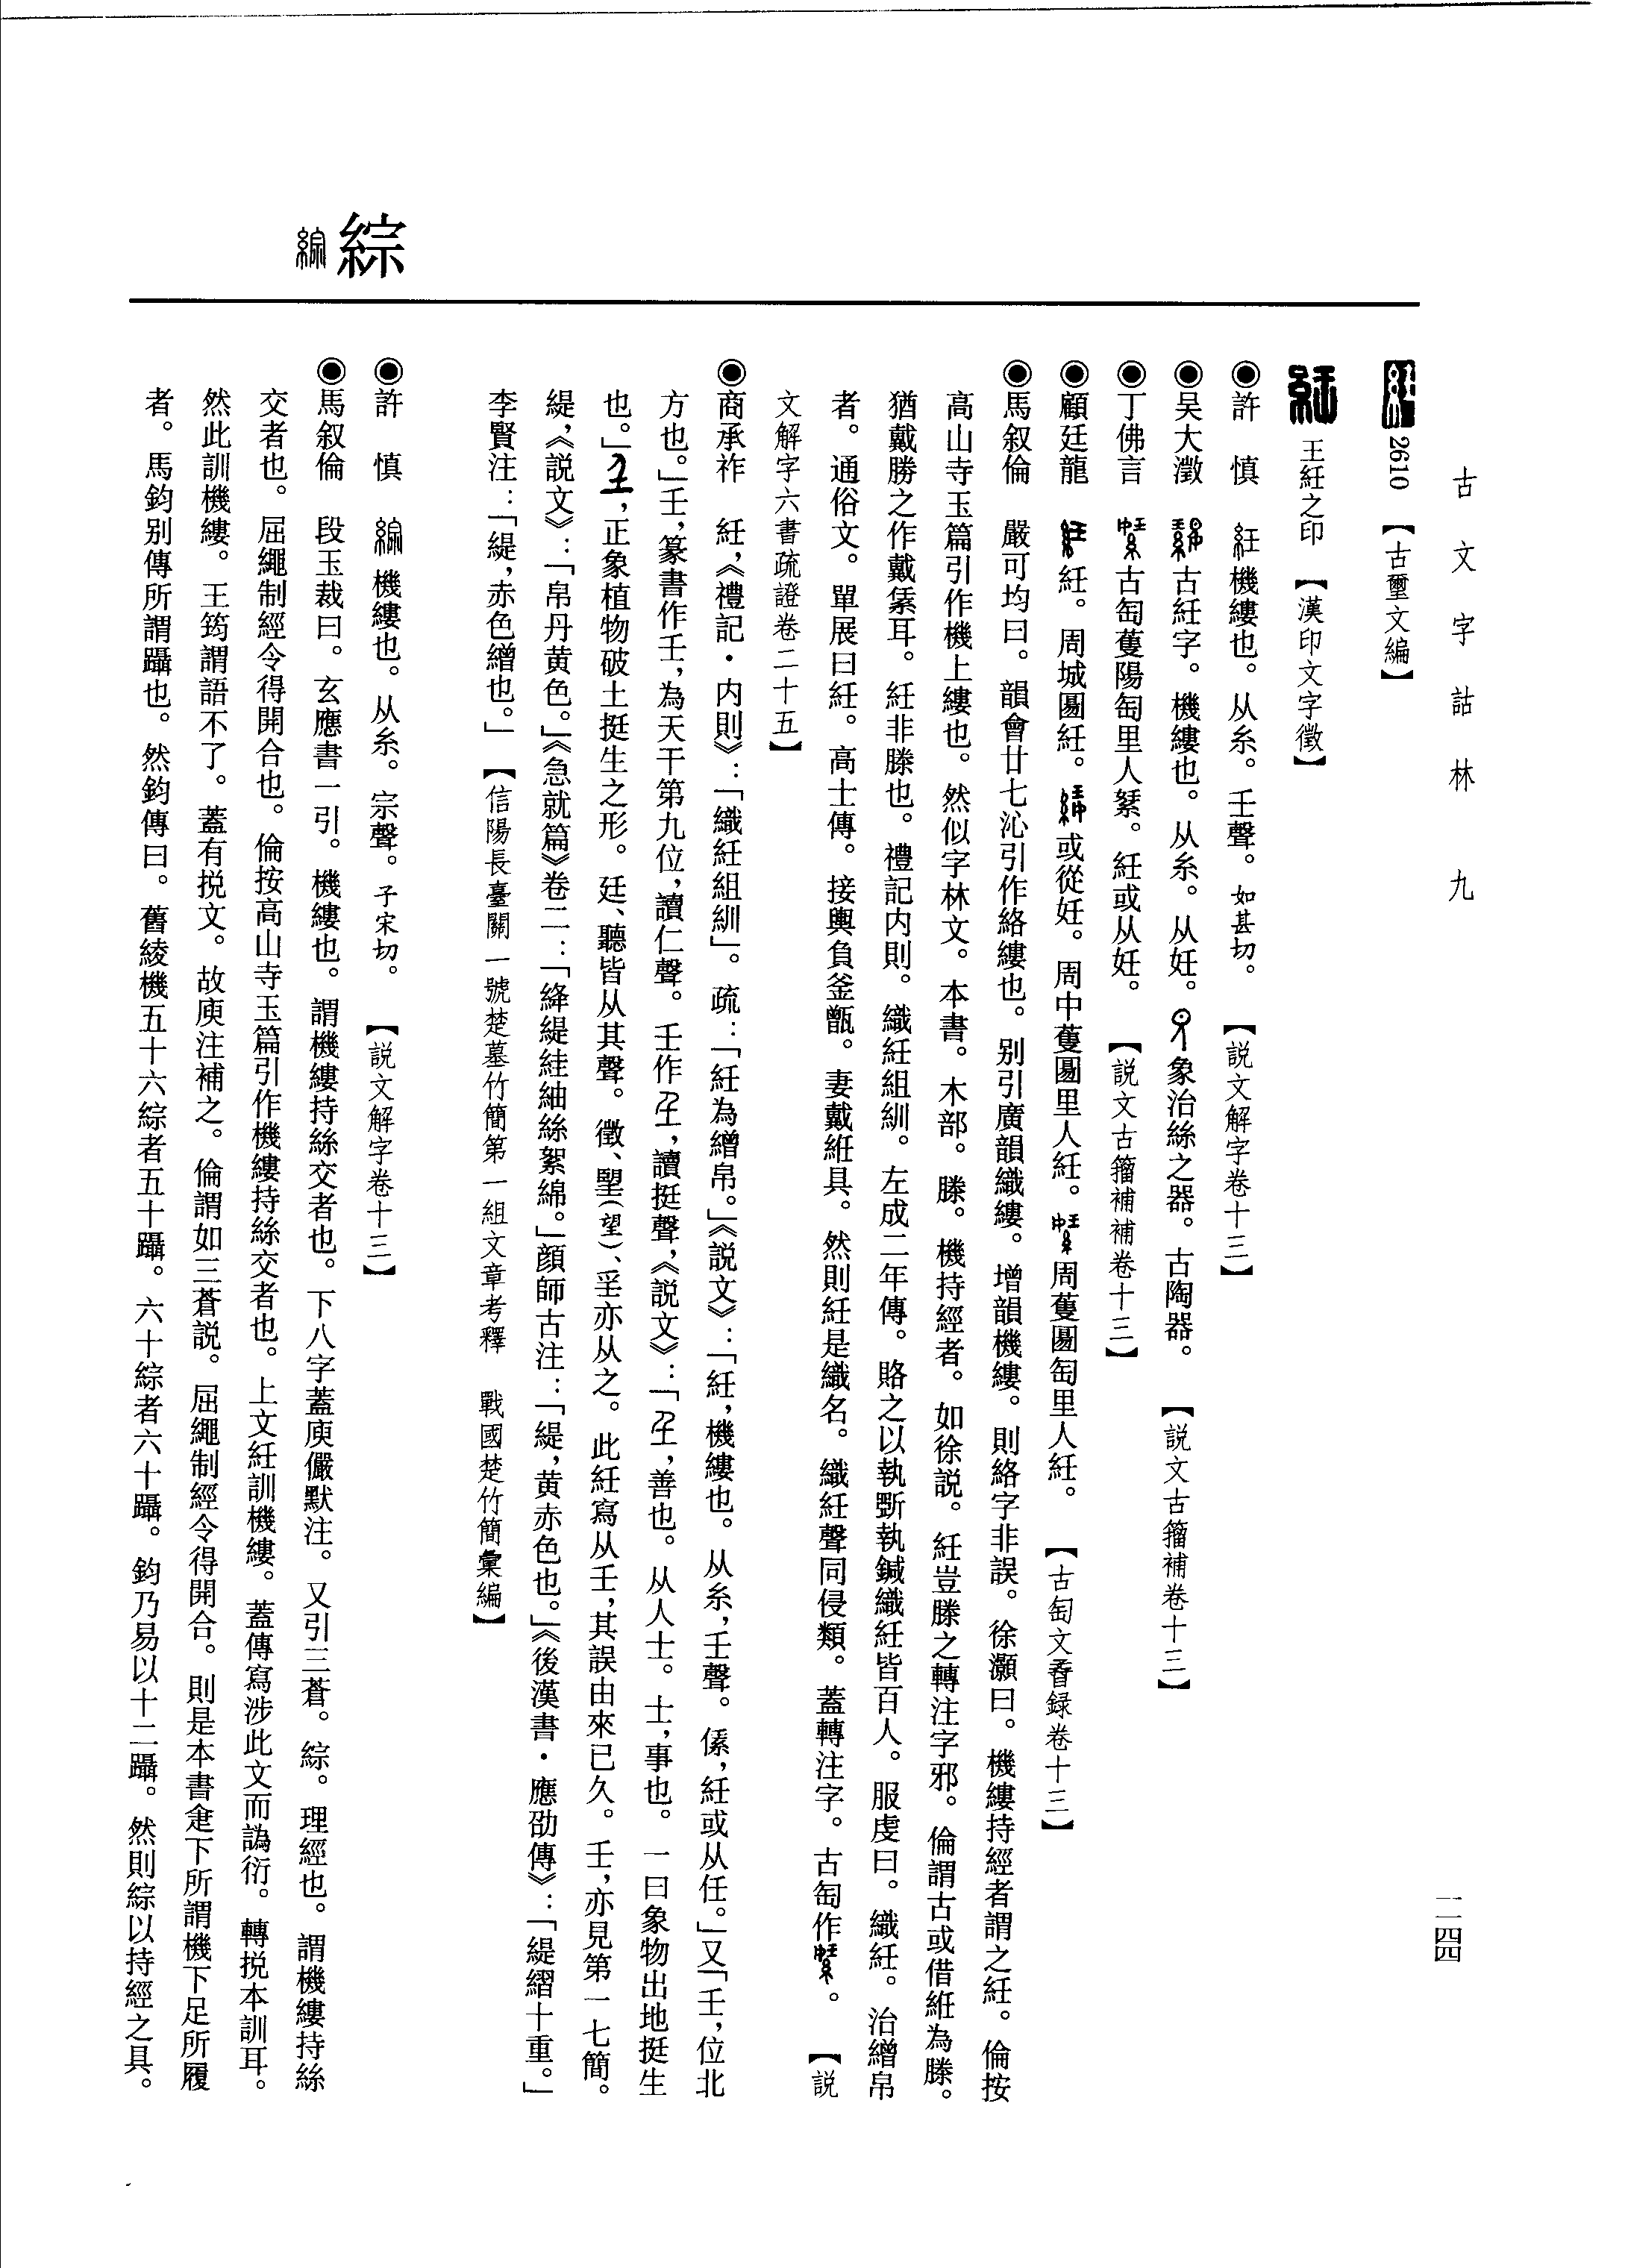 古文字詁林 九
一二四四
2610 【古璽文編】
王紝之印 【漢印文字徵】
◉許 慎 紝機縷也。从糸。壬聲。如甚切。 【説文解字卷十三】
◉吴大澂 古紝字。機縷也。从糸。从妊。象治絲之器。古陶器。 【説文古籀補卷十三】
◉丁佛言 古匋蒦陽匋里人。紝或从妊。 【説文古籀補補卷十三】
◉顧廷龍 紝。周城圖紝。或從妊。周中蒦圖里人紝。周蒦圖匋里人紝。 【古匋文孴録卷十三】
◉馬叙倫 嚴可均曰。韻會廿七沁引作絡縷也。别引廣韻織縷。增韻機縷。則絡字非誤。徐灝曰。機縷持經者謂之紝。倫按
高山寺玉篇引作機上縷也。然似字林文。本書。木部。滕。機持經者。如徐説。紝豈滕之轉注字邪。倫謂古或借絍為滕。
猶戴勝之作戴耳。紝非滕也。禮記内則。織紝組紃。左成二年傳。賂之以執斲執鍼織紝皆百人。服虔曰。織紝。治繒帛
者。通俗文。單展曰紝。高士傳。接輿負釜甑。妻戴絍具。然則紝是織名。織紝聲同侵類。蓋轉注字。古匋作。 【説
文解字六書疏證卷二十五】
◉商承祚 紝，《禮記·内則》：「織紝組紃」。疏：「紝為繒帛。」《説文》：「紝，機縷也。从糸，壬聲。絍，紝或从任。」又「壬，位北
方也。」壬，篆書作壬，為天干第九位，讀仁聲。壬作𡈼，讀挺聲，《説文》：「𡈼，善也。从人士。士，事也。一曰象物出地挺生
也。」，正象植物破土挺生之形。廷、聽皆从其聲。徵、朢（望）、㸒亦从之。此紝寫从壬，其誤由來已久。壬，亦見第一七簡。
緹，《説文》：「帛丹黄色。」《急就篇》卷二：「絳緹絓紬絲絮綿。」顔師古注：「緹，黄赤色也。」《後漢書·應劭傳》：「緹緼十重。」
李賢注：「緹，赤色繒也。」 【信陽長臺關一號楚墓竹簡第一組文章考釋 戰國楚竹簡彙編】
綜
◉許 慎 機縷也。从糸。宗聲。子宋切。 【説文解字卷十三】
◉馬叙倫 段玉裁曰。玄應書一引。機縷也。謂機縷持絲交者也。下八字蓋庾儼默注。又引三蒼。綜。理經也。謂機縷持絲
交者也。屈繩制經令得開合也。倫按高山寺玉篇引作機縷持絲交者也。上文紝訓機縷。蓋傳寫涉此文而譌衍。轉挩本訓耳。
然此訓機縷。王筠謂語不了。蓋有挩文。故庾注補之。倫謂如三蒼説。屈繩制經令得開合。則是本書疌下所謂機下足所履
者。馬鈞别傳所謂躡也。然鈞傳曰。舊綾機五十六綜者五十躡。六十綜者六十躡。鈞乃易以十二躡。然則綜以持經之具。